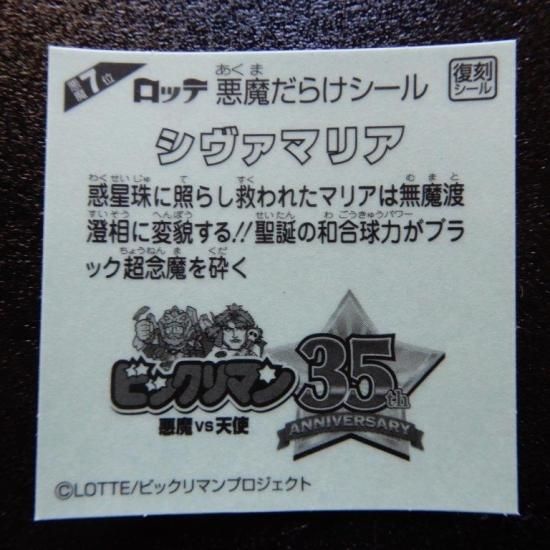 悪魔 7位
ロッテ 悪魔だらけシール
あくま
復刻
シール
シヴァマリア
わくせいじゅ て すく むまと
惑星珠に照らし救われたマリアは無魔渡
すいそう へんぼう せいたん わごうきゅうパワー
澄相に変貌する!!聖誕の和合球力がブラ
ちょうねんま くだ
ック超念魔を砕く
ビックリマン
悪魔VS天使
35th
ANNIVERSARY
©LOTTE/ビックリマンプロジェクト